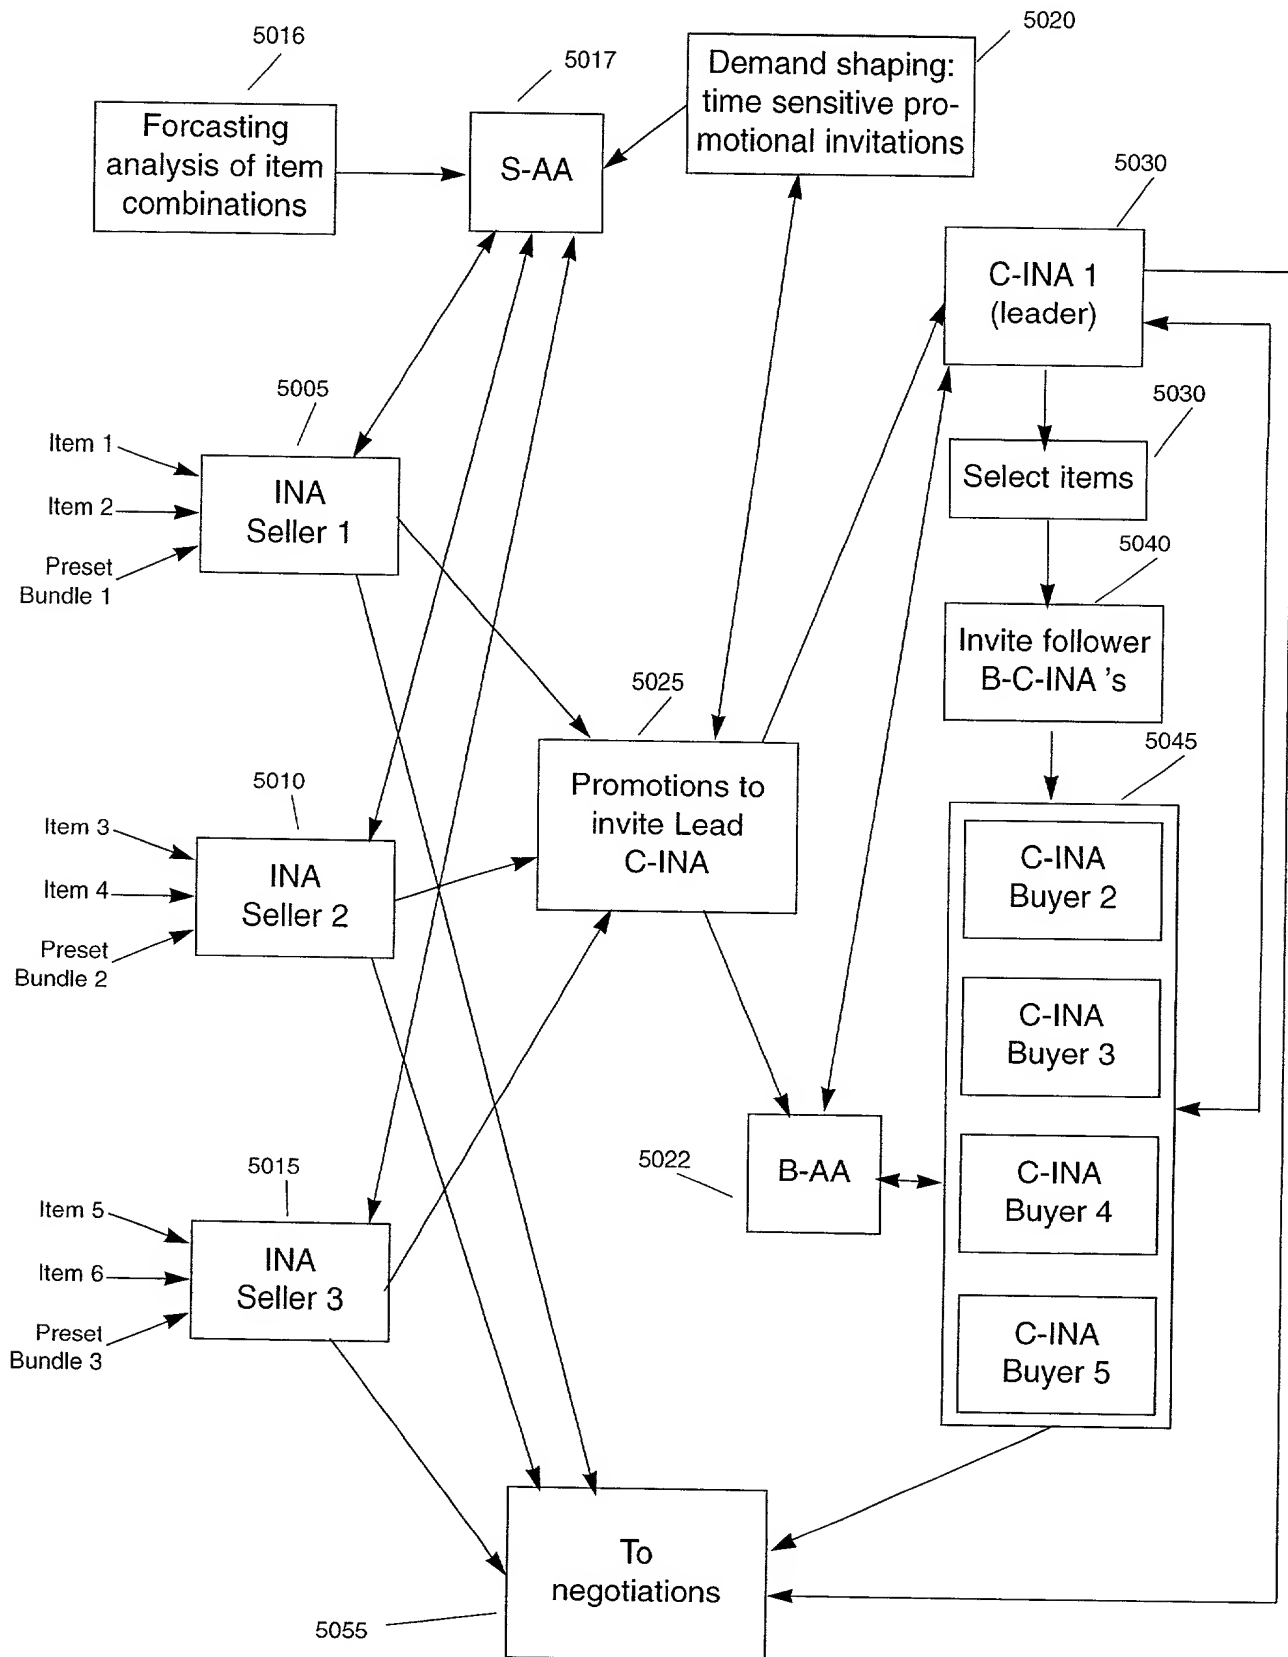 5016
5017
5020
Forcasting
analysis of item
combinations
S-AA
Demand shaping:
time sensitive pro-
motional invitations
5030
C-INA 1
(leader)
5005
Item 1
Item 2
Preset
Bundle 1
INA
Seller 1
5030
Select items
5040
Invite follower
B-C-INA 's
5025
Promotions to
invite Lead
C-INA
5045
C-INA
Buyer 2
C-INA
Buyer 3
C-INA
Buyer 4
C-INA
Buyer 5
5010
Item 3
Item 4
Preset
Bundle 2
INA
Seller 2
5022
B-AA
5015
Item 5
Item 6
Preset
Bundle 3
INA
Seller 3
To
negotiations
5055